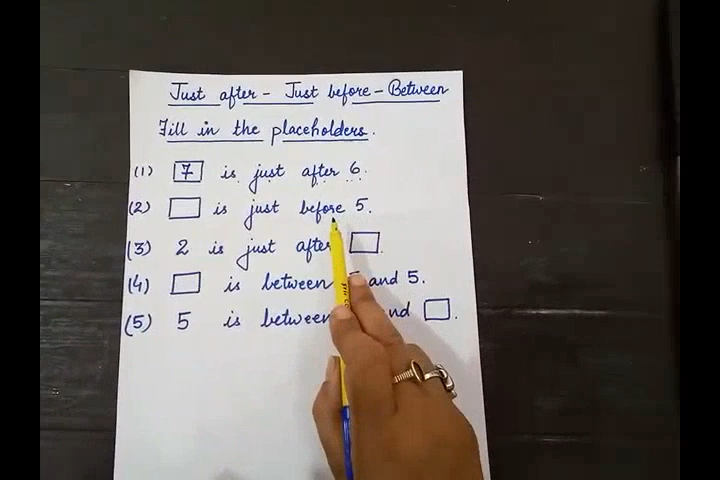 Just after - Just before - Between
Fill in the placeholders.
(1) 7 is just after 6.
(2) is just before 5.
(3) 2 is just after .
(4) is between and 5.
(5) 5 is between and .